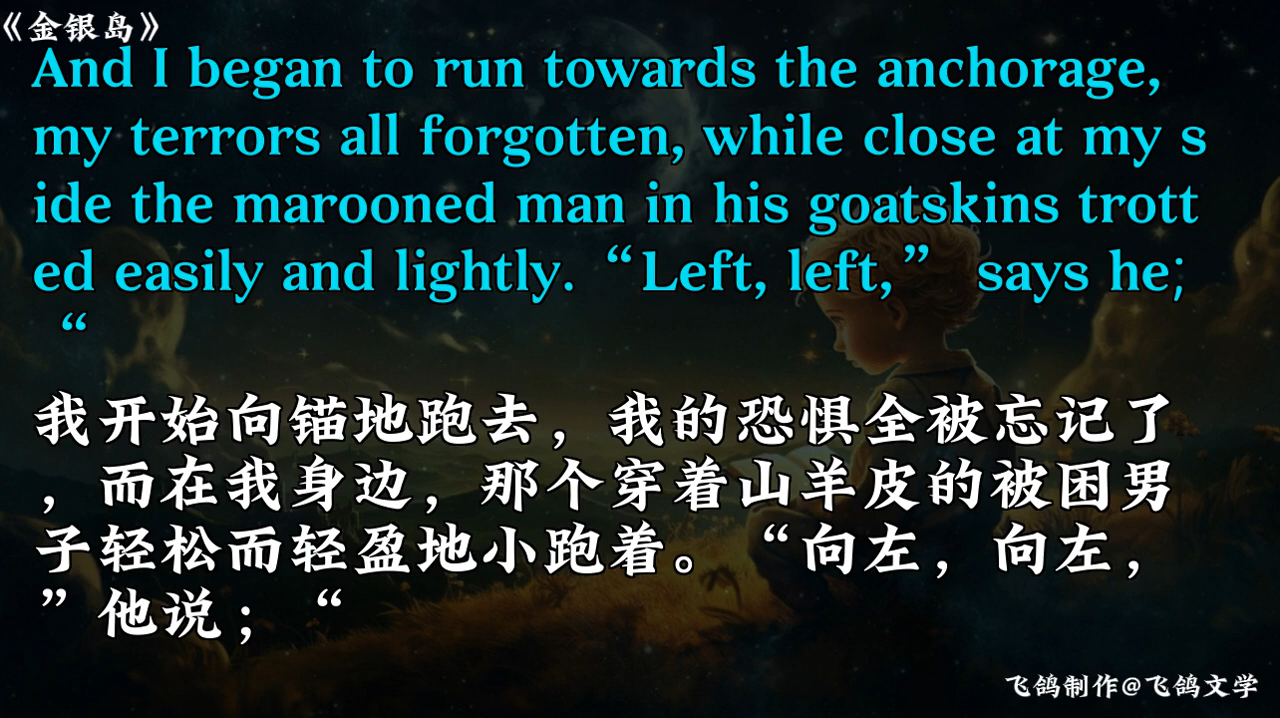 《金银岛》
And I began to run towards the anchorage,
my terrors all forgotten, while close at my s
ide the marooned man in his goatskins trott
ed easily and lightly. “Left, left,” says he;
“
我开始向锚地跑去，我的恐惧全被忘记了
，而在我身边，那个穿着山羊皮的被困男
子轻松而轻盈地小跑着。“向左，向左，
”他说；“
飞鸽制作@飞鸽文学